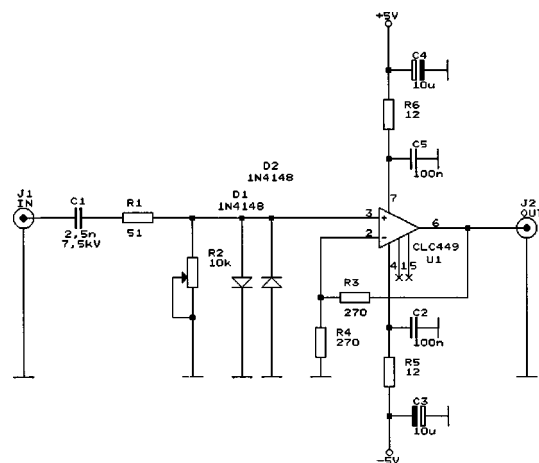 +5V
C4
10u
R6
12
C5
100n
D2
1N4148
D1
1N4148
J1
IN
C1
2,5n
7,5kV
R1
51
R2
10k
7
3
+
2
-
6
4
1
5
CLC449
U1
J2
OUT
R3
270
R4
270
C2
100n
R5
12
C3
10u
-5V